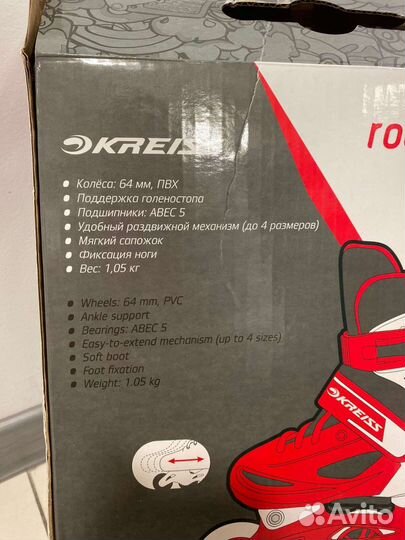 KREISS
ro
• Колёса: 64 мм, ПВХ
• Поддержка голеностопа
• Подшипники: ABEC 5
• Удобный раздвижной механизм (до 4 размеров)
• Мягкий сапожок
• Фиксация ноги
• Вес: 1,05 кг
• Wheels: 64 mm, PVC
• Ankle support
• Bearings: ABEC 5
• Easy-to-extend mechanism (up to 4 sizes)
• Soft boot
• Foot fixation
• Weight: 1.05 kg
KREISS
Avito